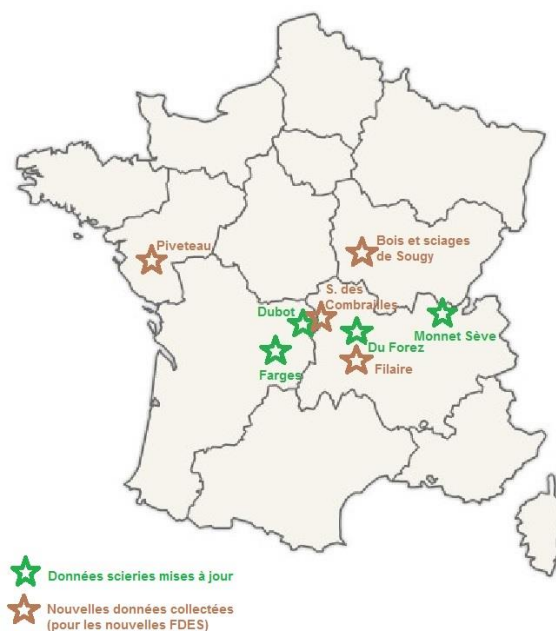 Piveteau
Bois et sciages
de Sougy
S. des
Combrailles
Dubot
Du Forez
Monnet Sève
Farges
Filaire
Données scieries mises à jour
Nouvelles données collectées
(pour les nouvelles FDES)